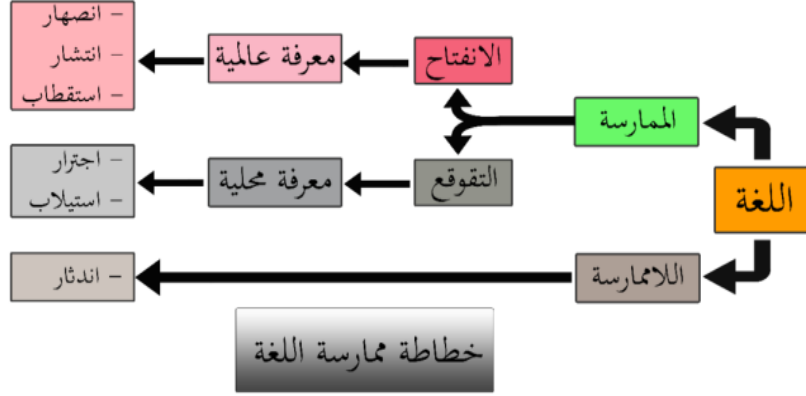 اللغة
الممارسة
الانفتاح
معرفة عالمية
- انصهار
- انتشار
- استقطاب
التقوقع
معرفة محلية
- اجترار
- استيلاب
اللاممارسة
- اندثار
خطاطة ممارسة اللغة